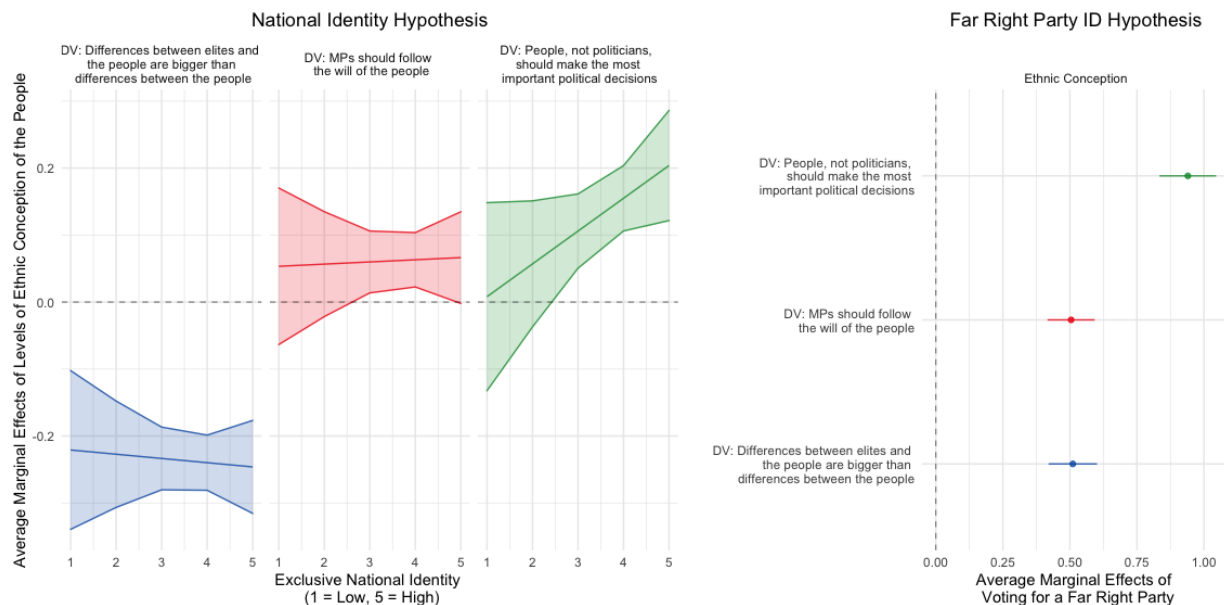 National Identity Hypothesis
DV: Differences between elites and
the people are bigger than
differences between the people
DV: MPs should follow
the will of the people
DV: People, not politicians,
should make the most
important political decisions
Average Marginal Effects of Levels of Ethnic Conception of the People
0.2
0.0
-0.2
1 2 3 4 5
1 2 3 4 5
1 2 3 4 5
Exclusive National Identity
(1 = Low, 5 = High)
Far Right Party ID Hypothesis
Ethnic Conception
DV: People, not politicians,
should make the most
important political decisions
DV: MPs should follow
the will of the people
DV: Differences between elites and
the people are bigger than
differences between the people
0.00 0.25 0.50 0.75 1.00
Average Marginal Effects of
Voting for a Far Right Party